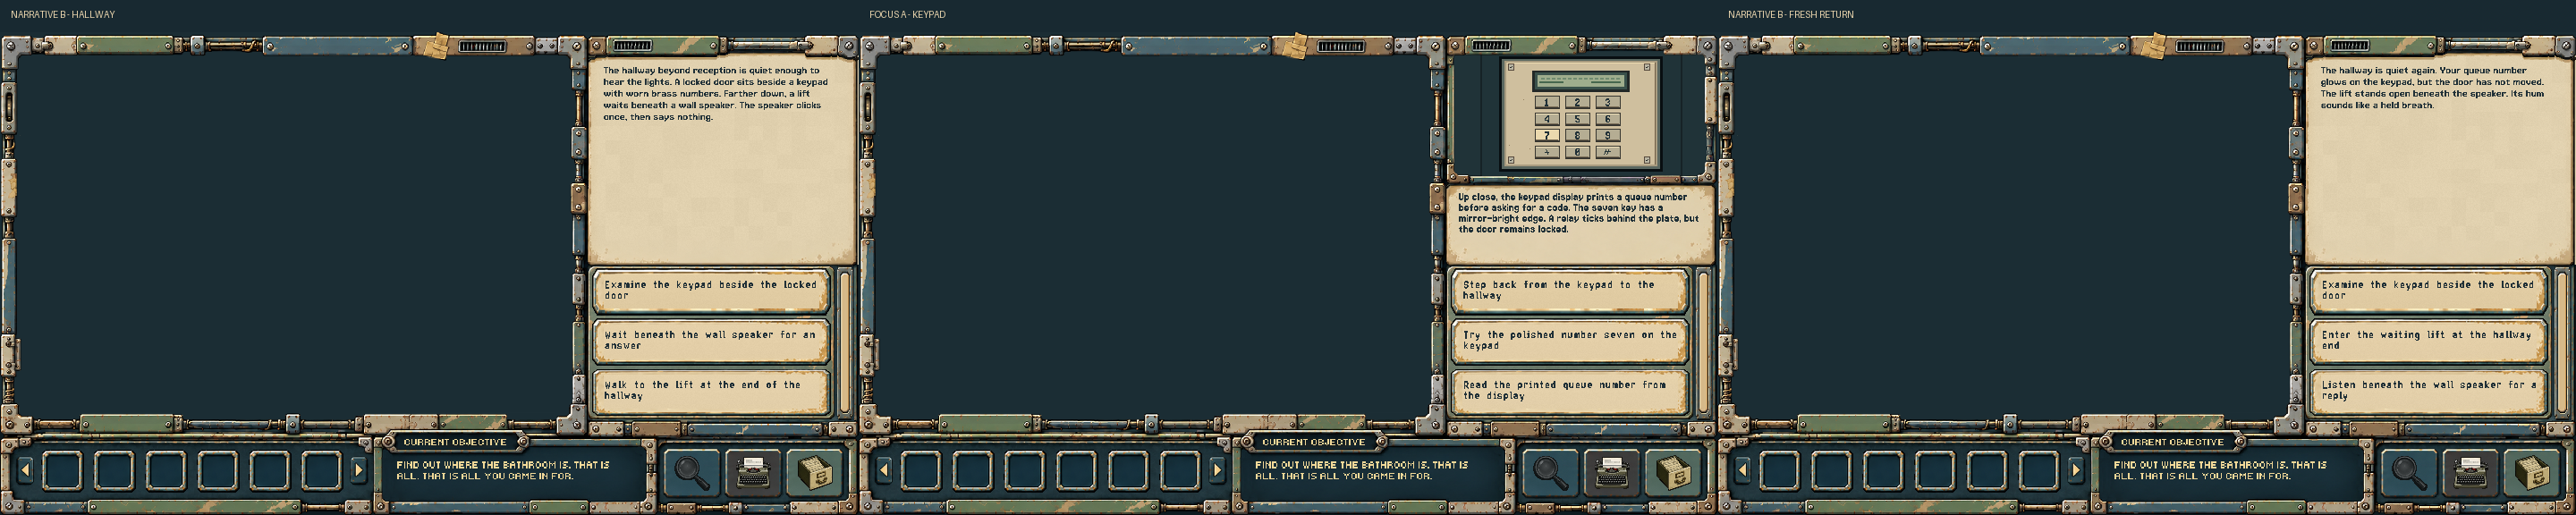 NARRATIVE B - HALLWAY
The hallway beyond reception is quiet enough to
hear the lights. A locked door sits beside a keypad
with worn brass numbers. Farther down, a lift
waits beneath a wall speaker. The speaker clicks
once, then says nothing.
Examine the keypad beside the locked
door
Wait beneath the wall speaker for an
answer
Walk to the lift at the end of the
hallway
CURRENT OBJECTIVE
FIND OUT WHERE THE BATHROOM IS. THAT IS
ALL. THAT IS ALL YOU CAME IN FOR.
FOCUS A - KEYPAD
1 2 3
4 5 6
7 8 9
0
Up close, the keypad display prints a queue number
before asking for a code. The seven key has a
mirror-bright edge. A relay ticks behind the plate, but
the door remains locked.
Step back from the keypad to the
hallway
Try the polished number seven on the
keypad
Read the printed queue number from
the display
CURRENT OBJECTIVE
FIND OUT WHERE THE BATHROOM IS. THAT IS
ALL. THAT IS ALL YOU CAME IN FOR.
NARRATIVE B - FRESH RETURN
The hallway is quiet again. Your queue number
glows on the keypad, but the door has not moved.
The lift stands open beneath the speaker. Its hum
sounds like a held breath.
Examine the keypad beside the locked
door
Enter the waiting lift at the hallway
end
Listen beneath the wall speaker for a
reply
CURRENT OBJECTIVE
FIND OUT WHERE THE BATHROOM IS. THAT IS
ALL. THAT IS ALL YOU CAME IN FOR.